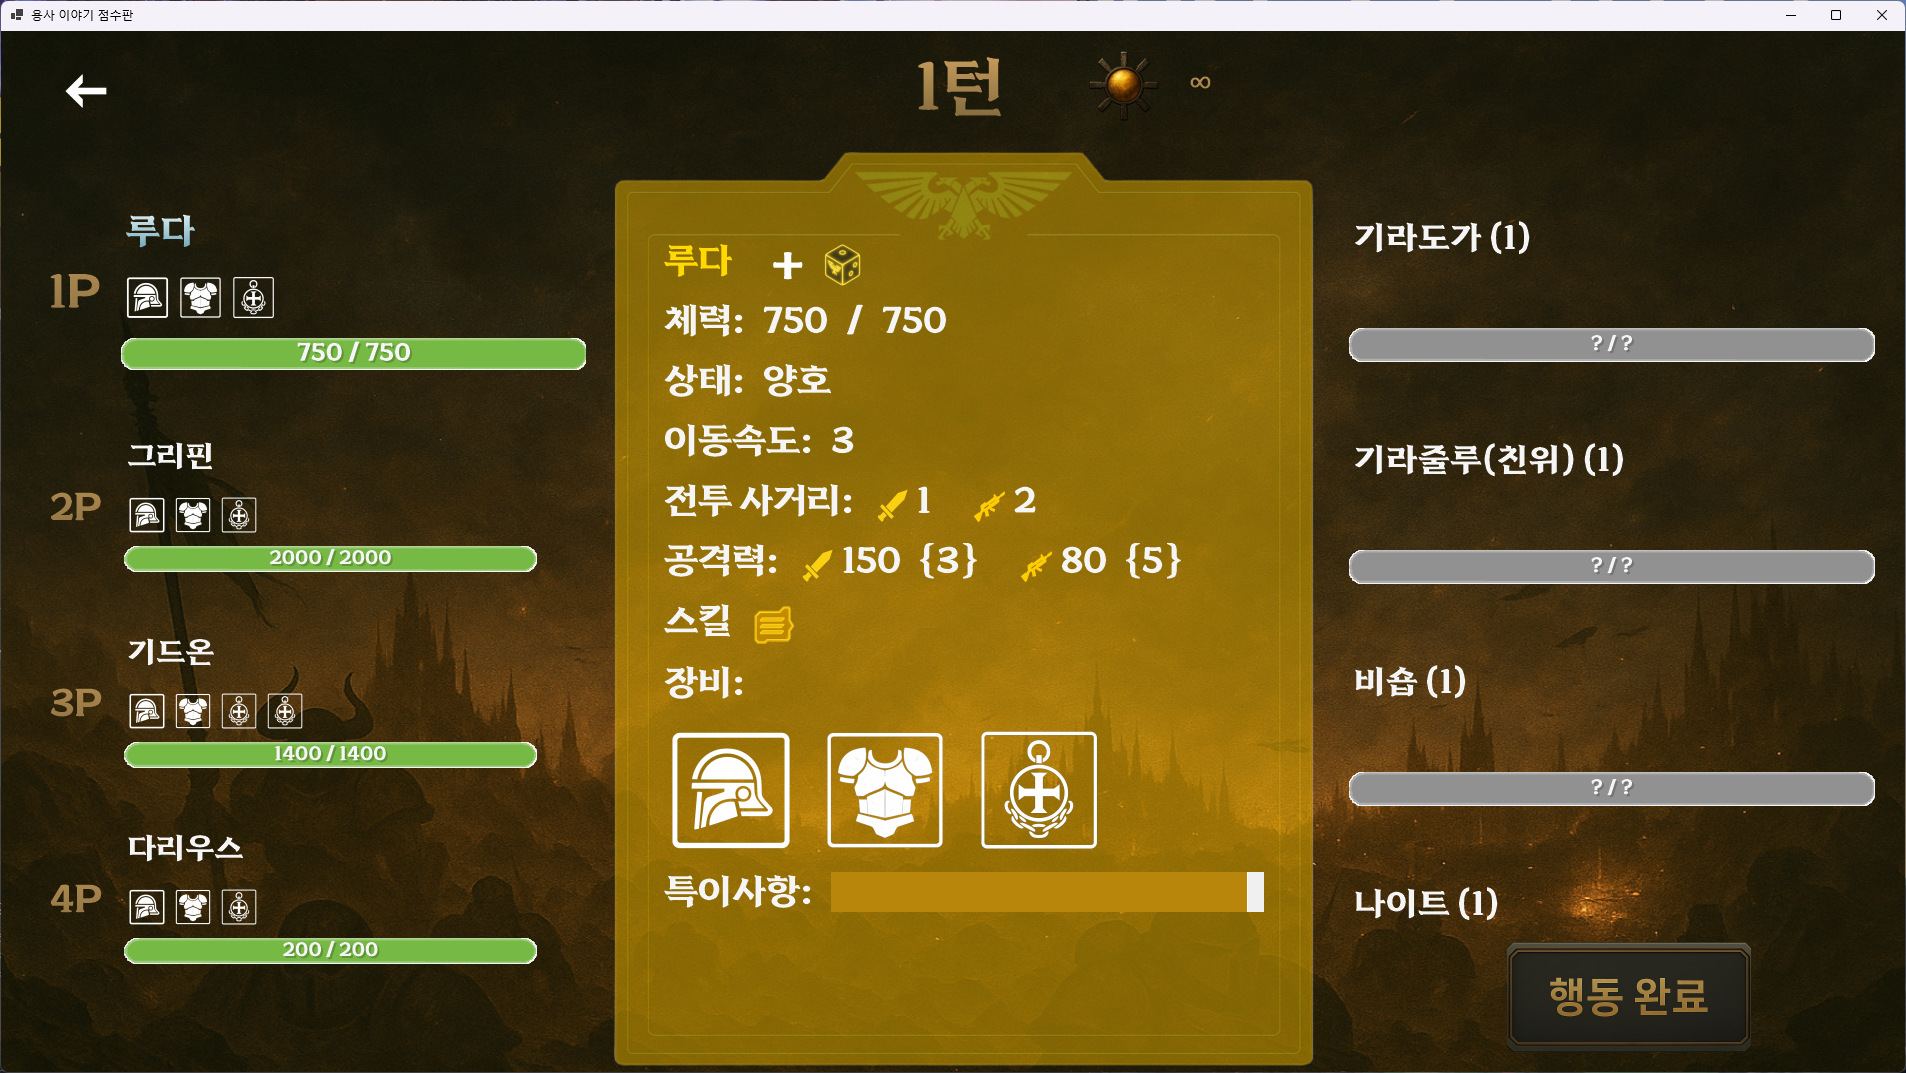 용사 이야기 점수판
1턴
∞
루다
1P
750 / 750
그리핀
2P
2000 / 2000
기드온
3P
1400 / 1400
다리우스
4P
200 / 200
루다 +
체력: 750 / 750
상태: 양호
이동속도: 3
전투 사거리: 1 2
공격력: 150 {3} 80 {5}
스킬
장비:
특이사항:
기라도가 (1)
? / ?
기라줄루(친위) (1)
? / ?
비숍 (1)
? / ?
나이트 (1)
행동 완료